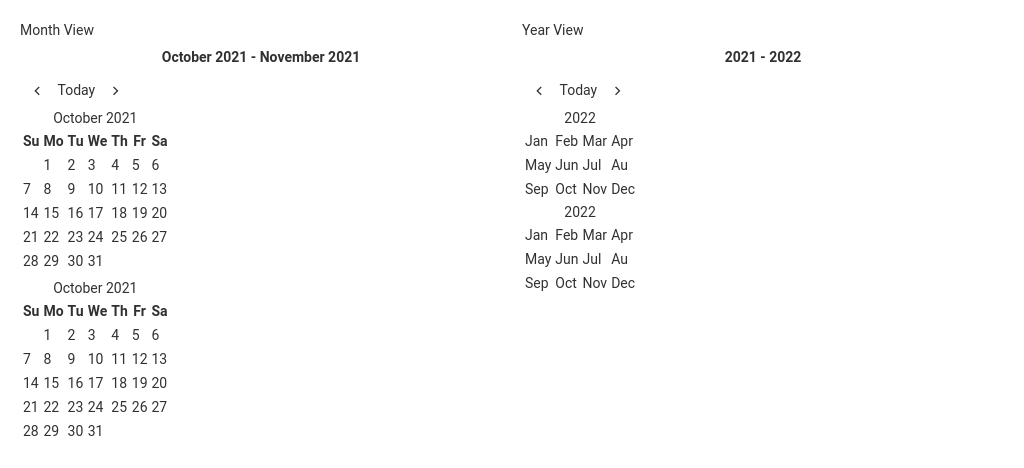 Month View
October 2021 - November 2021
Today
October 2021
Su Mo Tu We Th Fr Sa
1 2 3 4 5 6
7 8 9 10 11 12 13
14 15 16 17 18 19 20
21 22 23 24 25 26 27
28 29 30 31
October 2021
Su Mo Tu We Th Fr Sa
1 2 3 4 5 6
7 8 9 10 11 12 13
14 15 16 17 18 19 20
21 22 23 24 25 26 27
28 29 30 31
Year View
2021 - 2022
Today
2022
Jan Feb Mar Apr
May Jun Jul Au
Sep Oct Nov Dec
2022
Jan Feb Mar Apr
May Jun Jul Au
Sep Oct Nov Dec